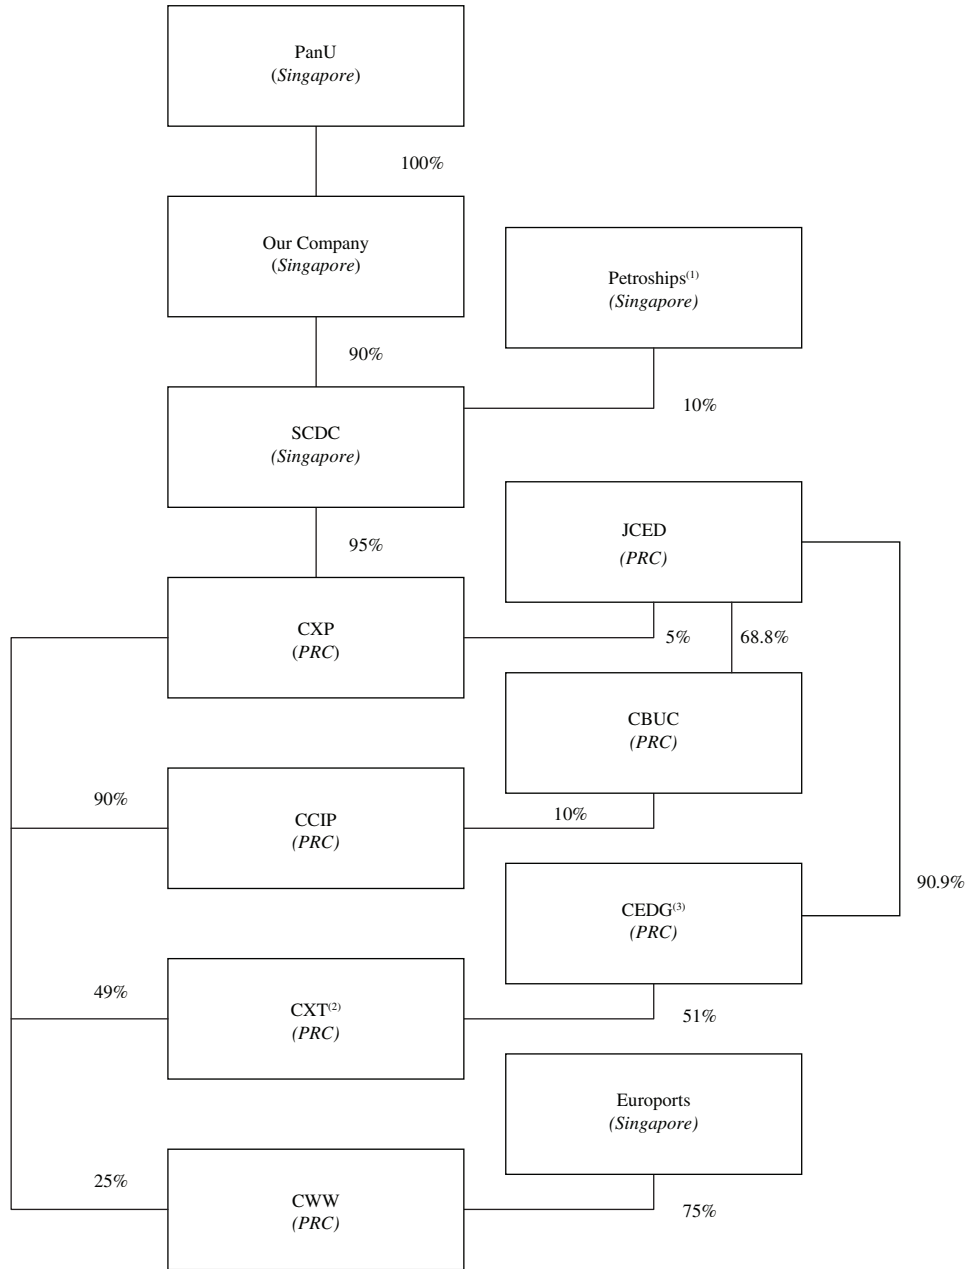 PanU
(Singapore)
100%
Our Company
(Singapore)
Petroships(1)
(Singapore)
90%
10%
SCDC
(Singapore)
95%
JCED
(PRC)
CXP
(PRC)
5%
68.8%
CBUC
(PRC)
90%
CCIP
(PRC)
10%
90.9%
CEDG(3)
(PRC)
49%
CXT(2)
(PRC)
51%
Euroports
(Singapore)
25%
CWW
(PRC)
75%